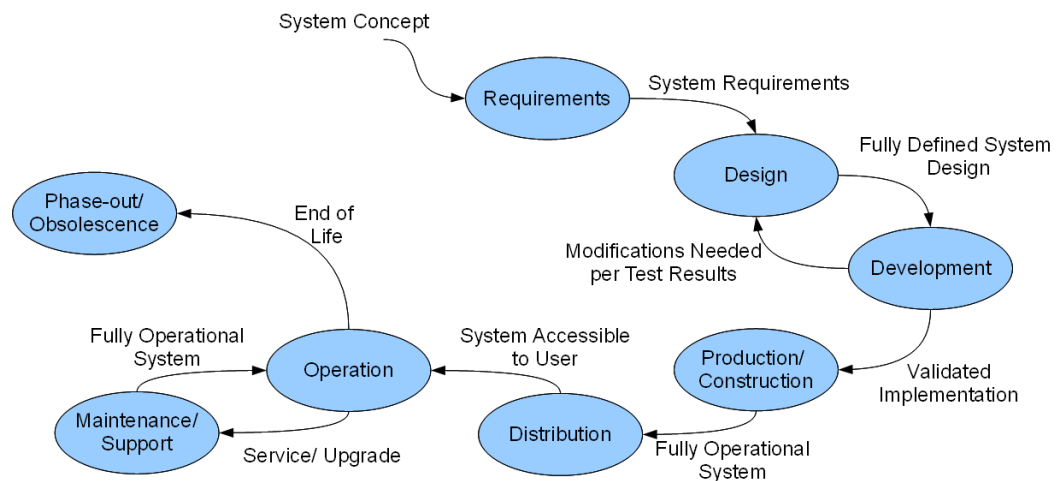 System Concept
Requirements
System Requirements
Design
Fully Defined System
Design
Modifications Needed
per Test Results
Development
Validated
Implementation
Production/
Construction
Fully Operational
System
Distribution
System Accessible
to User
Operation
Service/ Upgrade
Maintenance/
Support
Fully Operational
System
End of
Life
Phase-out/
Obsolescence